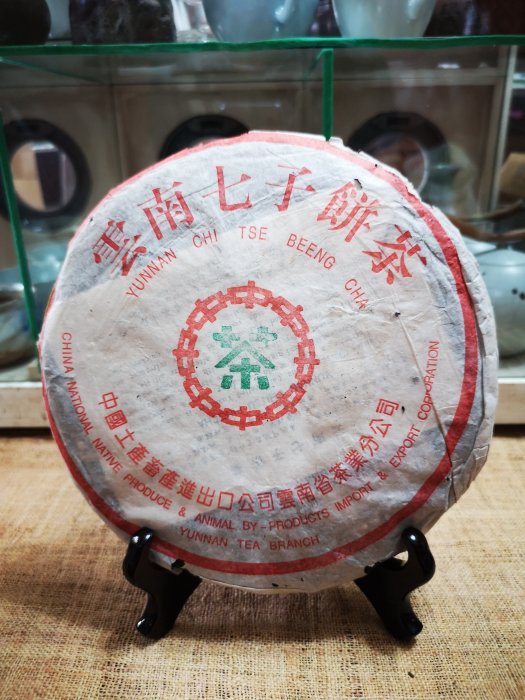 雲南七子餅茶
YUNNAN CHI TSE BEENG CHA
茶
中國土產畜產進出口公司雲南省茶業分公司
CHINA NATIONAL NATIVE PRODUCE & ANIMAL BY-PRODUCTS IMPORT & EXPORT CORPORATION
YUNNAN TEA BRANCH